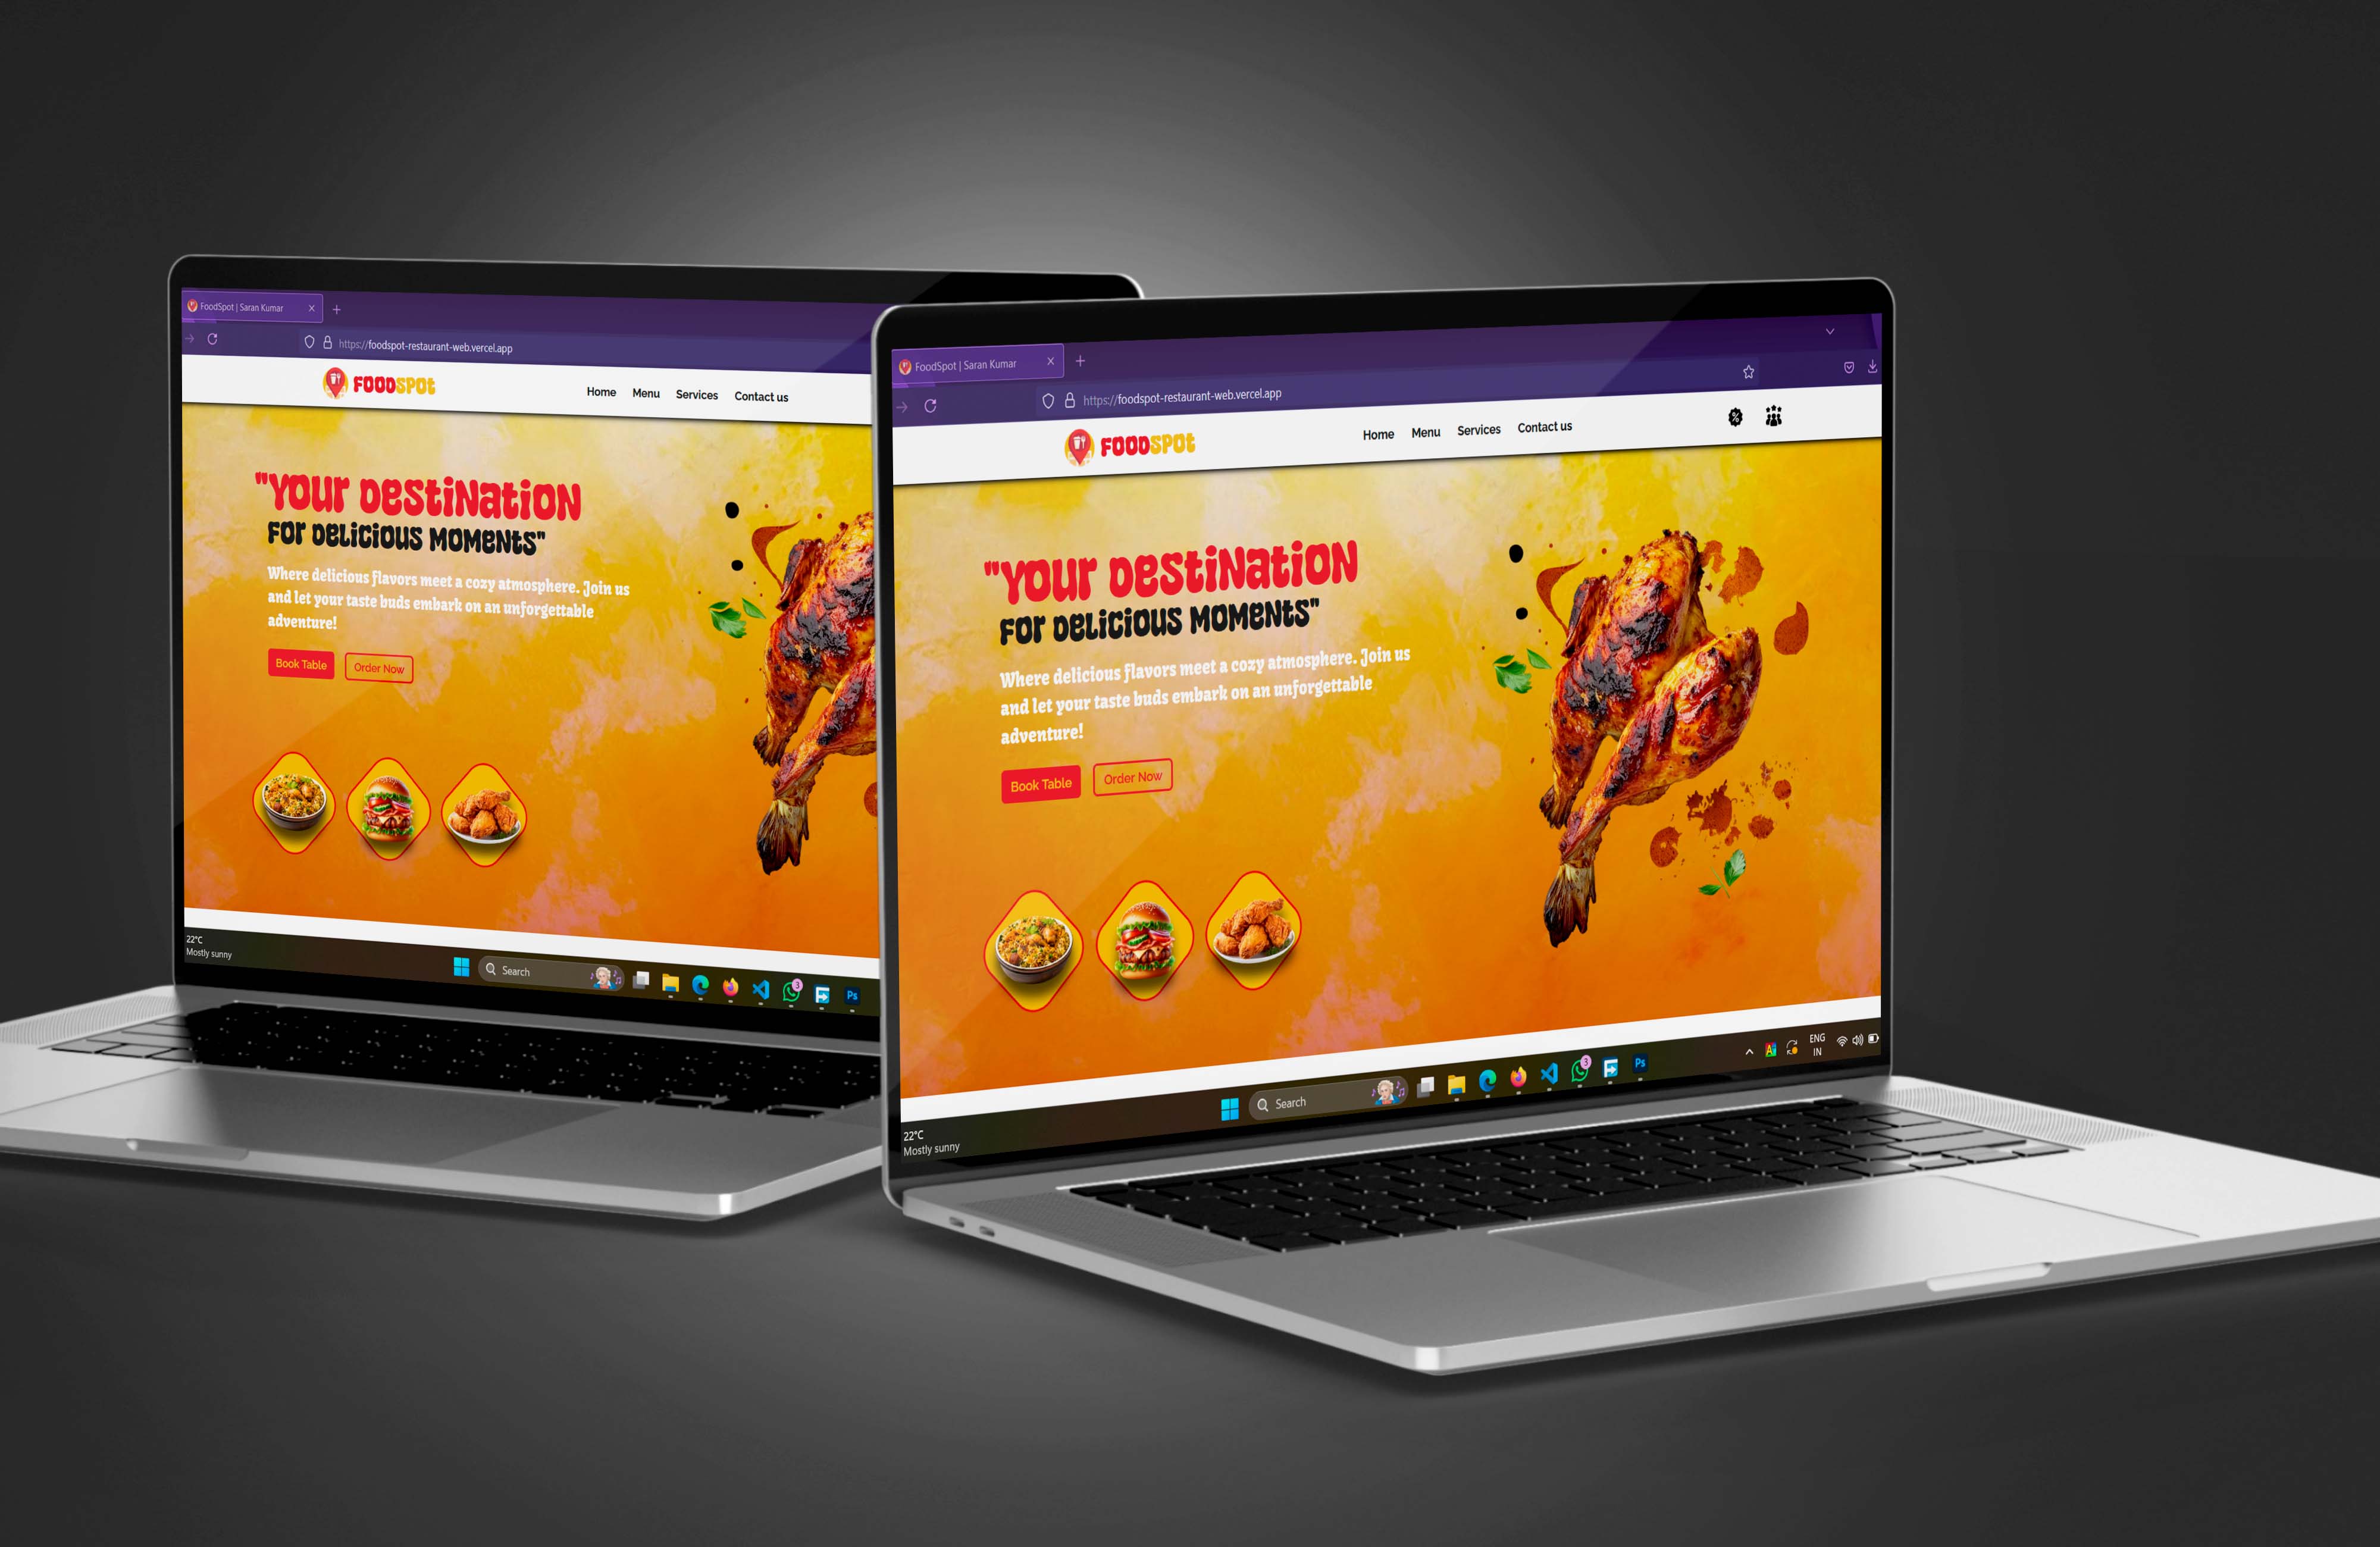 FoodSpot | Saran Kumar
https://foodspot-restaurant-web.vercel.app
FOODSPOt
Home Menu Services Contact us
"YOUr DestiNatiON
FOr DeLiCiOUS MOMeNtS"
Where delicious flavors meet a cozy atmosphere. Join us
and let your taste buds embark on an unforgettable
adventure!
Book Table Order Now
22°C
Mostly sunny
Search
3
Ps
FoodSpot | Saran Kumar
https://foodspot-restaurant-web.vercel.app
FOODSPOt
Home Menu Services Contact us
"YOUr DestiNatiON
FOr DeLiCiOUS MOMeNtS"
Where delicious flavors meet a cozy atmosphere. Join us
and let your taste buds embark on an unforgettable
adventure!
Book Table Order Now
22°C
Mostly sunny
Search
3
Ps
ENG
IN